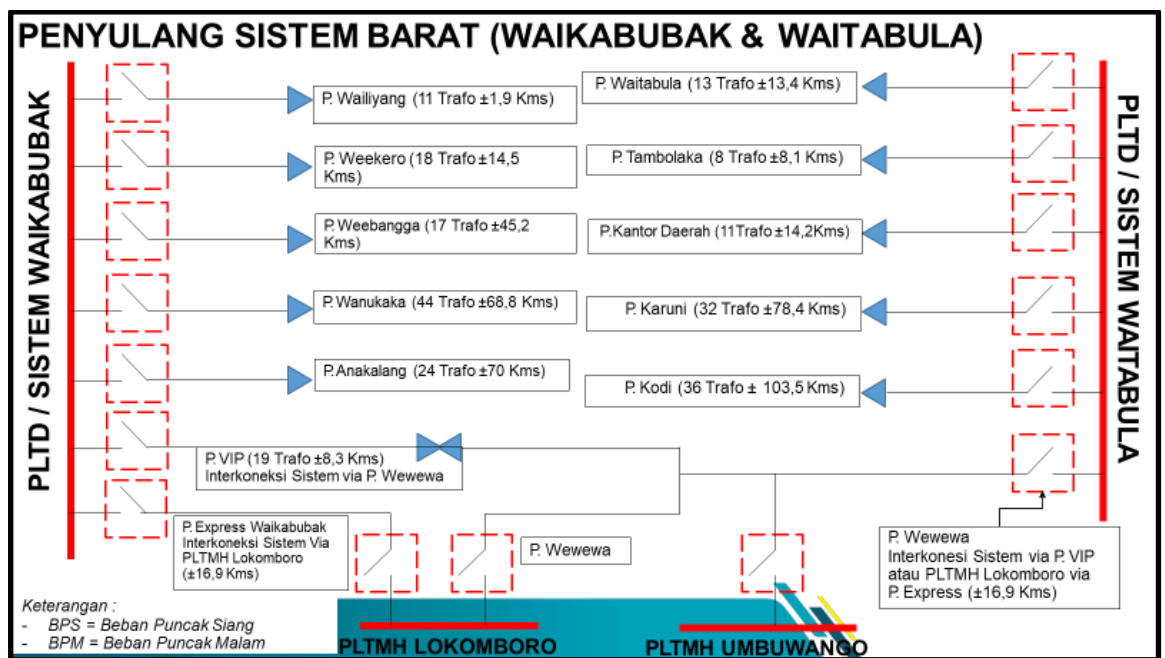 PENYULANG SISTEM BARAT (WAIKABUBAK & WAITABULA)
PLTD / SISTEM WAIKABUBAK
P. Wailiyang (11 Trafo ±1,9 Kms)
P. Weekero (18 Trafo ±14,5
Kms)
P. Weebangga (17 Trafo ±45,2
Kms)
P. Wanukaka (44 Trafo ±68,8 Kms)
P. Anakalang (24 Trafo ±70 Kms)
P. VIP (19 Trafo ±8,3 Kms)
Interkoneksi Sistem via P. Wewewa
P. Express Waikabubak
Interkoneksi Sistem Via
PLTMH Lokomboro
(±16,9 Kms)
P. Waitabula (13 Trafo ±13,4 Kms)
P. Tambolaka (8 Trafo ±8,1 Kms)
P.Kantor Daerah (11Trafo ±14,2Kms)
P. Karuni (32 Trafo ±78,4 Kms)
P. Kodi (36 Trafo ± 103,5 Kms)
PLTD / SISTEM WAITABULA
P. Wewewa
P. Wewewa
Interkonesi Sistem via P. VIP
atau PLTMH Lokomboro via
P. Express (±16,9 Kms)
Keterangan :
- BPS = Beban Puncak Siang
- BPM = Beban Puncak Malam
PLTMH LOKOMBORO
PLTMH UMBUWANGO